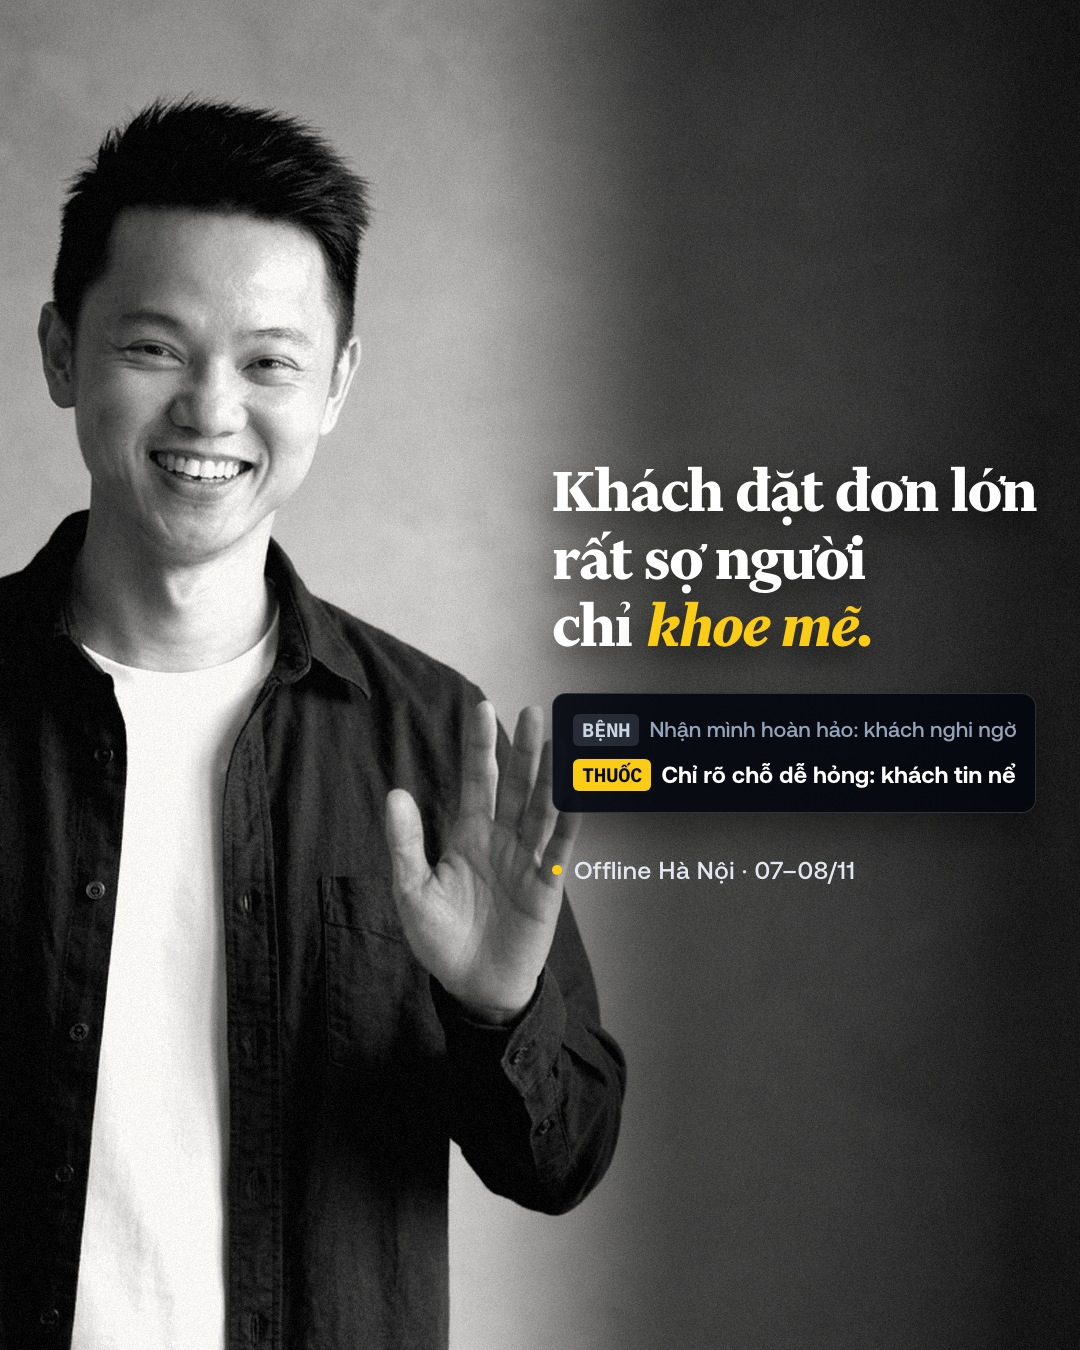 Khách đặt đơn lớn
rất sợ người
chỉ khoe mẽ.
BỆNH Nhận mình hoàn hảo: khách nghi ngờ
THUỐC Chỉ rõ chỗ dễ hỏng: khách tin nể
Offline Hà Nội · 07–08/11